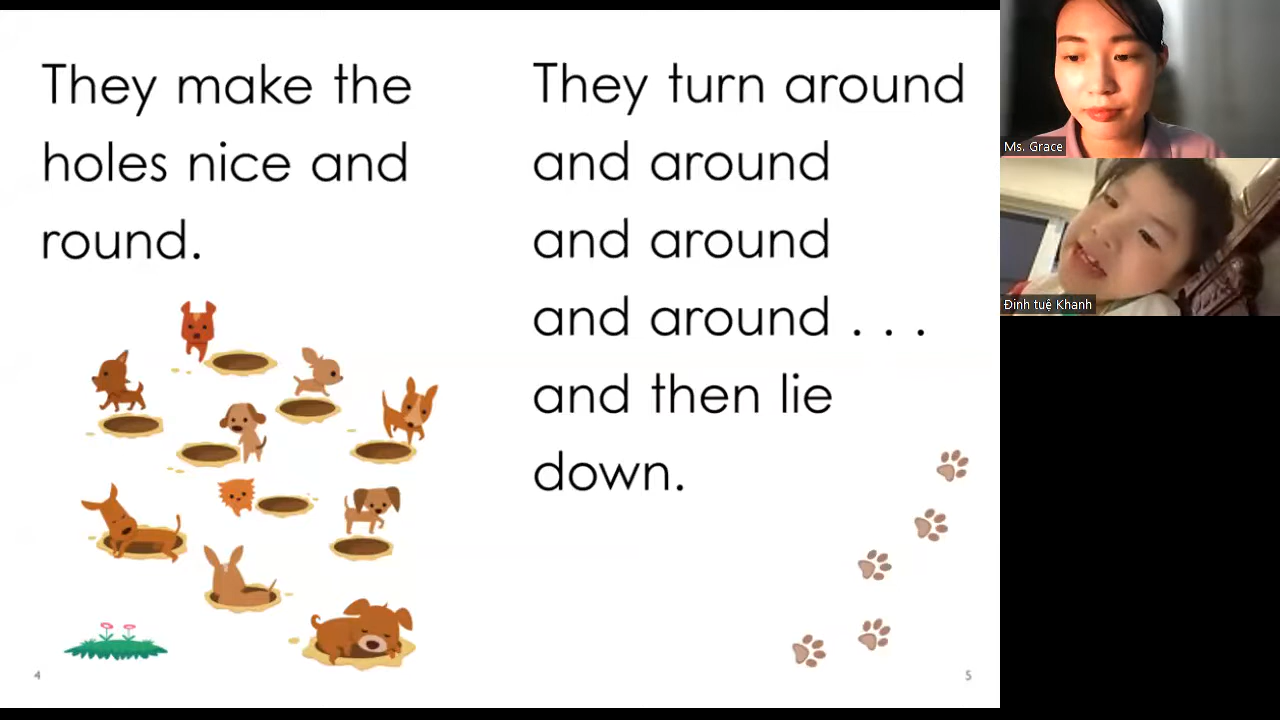 They make the
holes nice and
round.
4
They turn around
and around
and around
and around . . .
and then lie
down.
5
Ms. Grace
Đinh tuệ Khanh